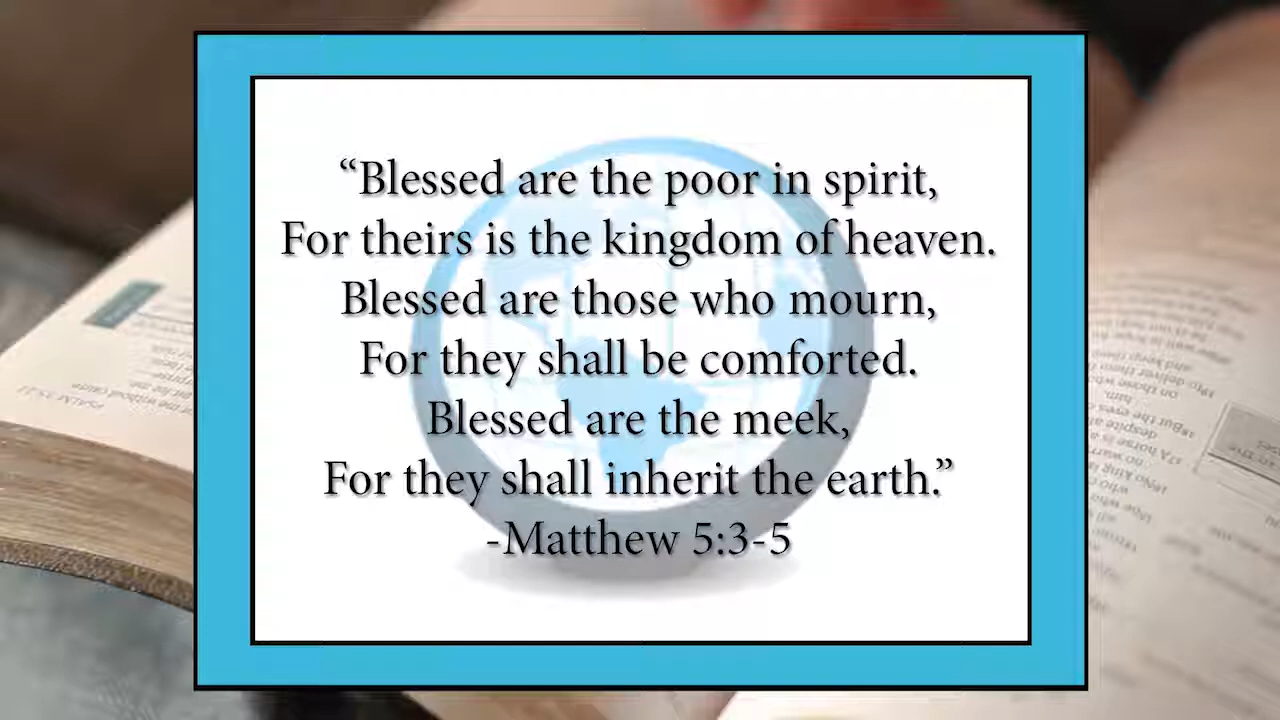 “Blessed are the poor in spirit,
For theirs is the kingdom of heaven.
Blessed are those who mourn,
For they shall be comforted.
Blessed are the meek,
For they shall inherit the earth.”
-Matthew 5:3-5